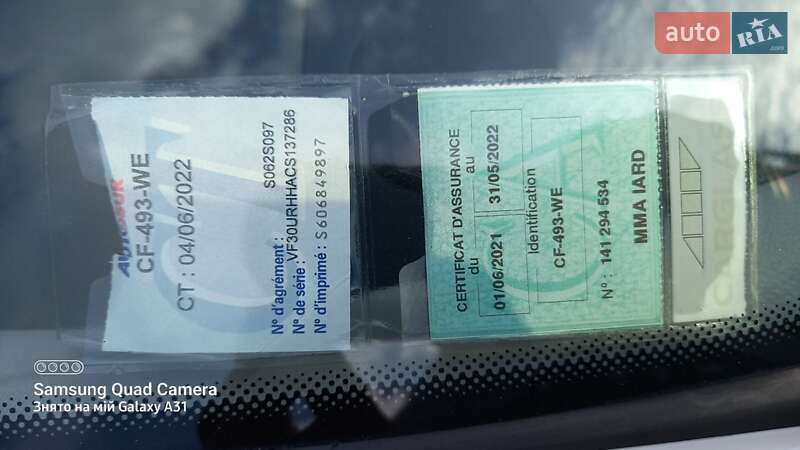 AUTOSUR
CF-493-WE
CT : 04/06/2022
N° d'agrément : S062S097
N° de série : VF30URHHACS137286
N° d'imprimé : S606849897
CERTIFICAT D'ASSURANCE
du au
01/06/2021 31/05/2022
Identification
CF-493-WE
N° : 141 294 534
MMA IARD
auto RIA
.com
Samsung Quad Camera
Знято на мій Galaxy A31